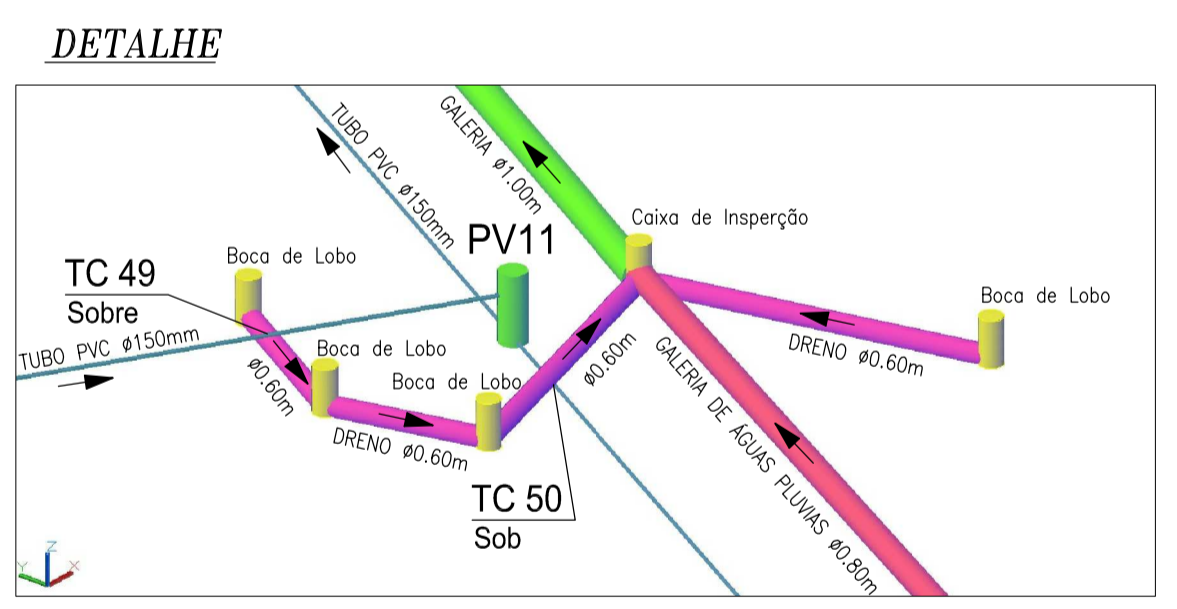 DETALHE
TUBO PVC ø150mm
GALERIA ø1.00m
Caixa de Inserção
PV11
Boca de Lobo
TC 49
Sobre
Boca de Lobo
TUBO PVC ø150mm
Boca de Lobo
ø0.60m
DRENO ø0.60m
GALERIA DE ÁGUAS PLUVIAS ø0.80m
ø0.60m
Boca de Lobo
DRENO ø0.60m
TC 50
Sob
Z
Y
X